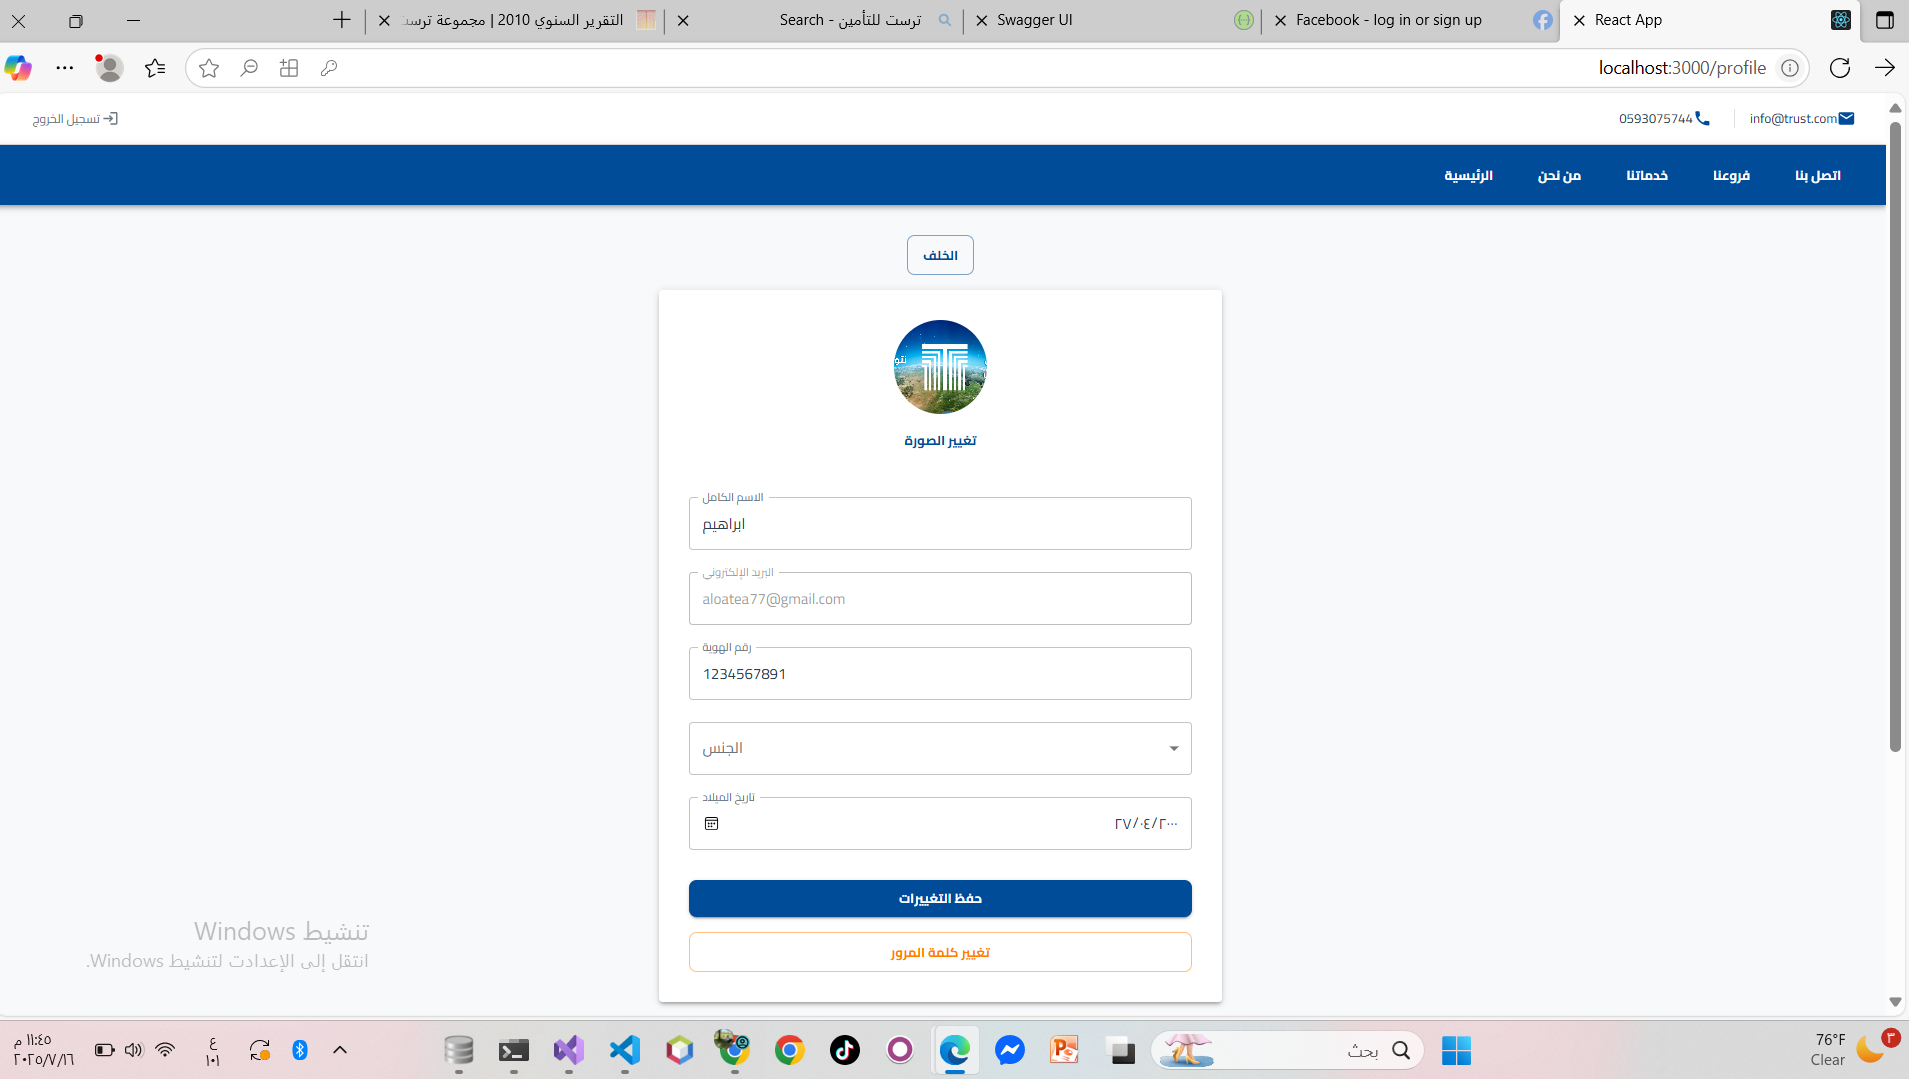 التقرير السنوي 2010 | مجموعة ترست
ترست للتأمين - Search
Swagger UI
Facebook - log in or sign up
React App
localhost:3000/profile
تسجيل الخروج
0593075744
info@trust.com
الرئيسية
من نحن
خدماتنا
فروعنا
اتصل بنا
الخلف
تغيير الصورة
الاسم الكامل
ابراهيم
البريد الإلكتروني
aloatea77@gmail.com
رقم الهوية
1234567891
الجنس
تاريخ الميلاد
٢٧/٠٤/٢٠٠٠
حفظ التغييرات
تغيير كلمة المرور
تنشيط Windows
انتقل إلى الإعدادت لتنشيط Windows.
١١:٤٥ م
٢٠٢٥/٧/١٦
ع
١٠١
بحث
76°F
Clear
٣